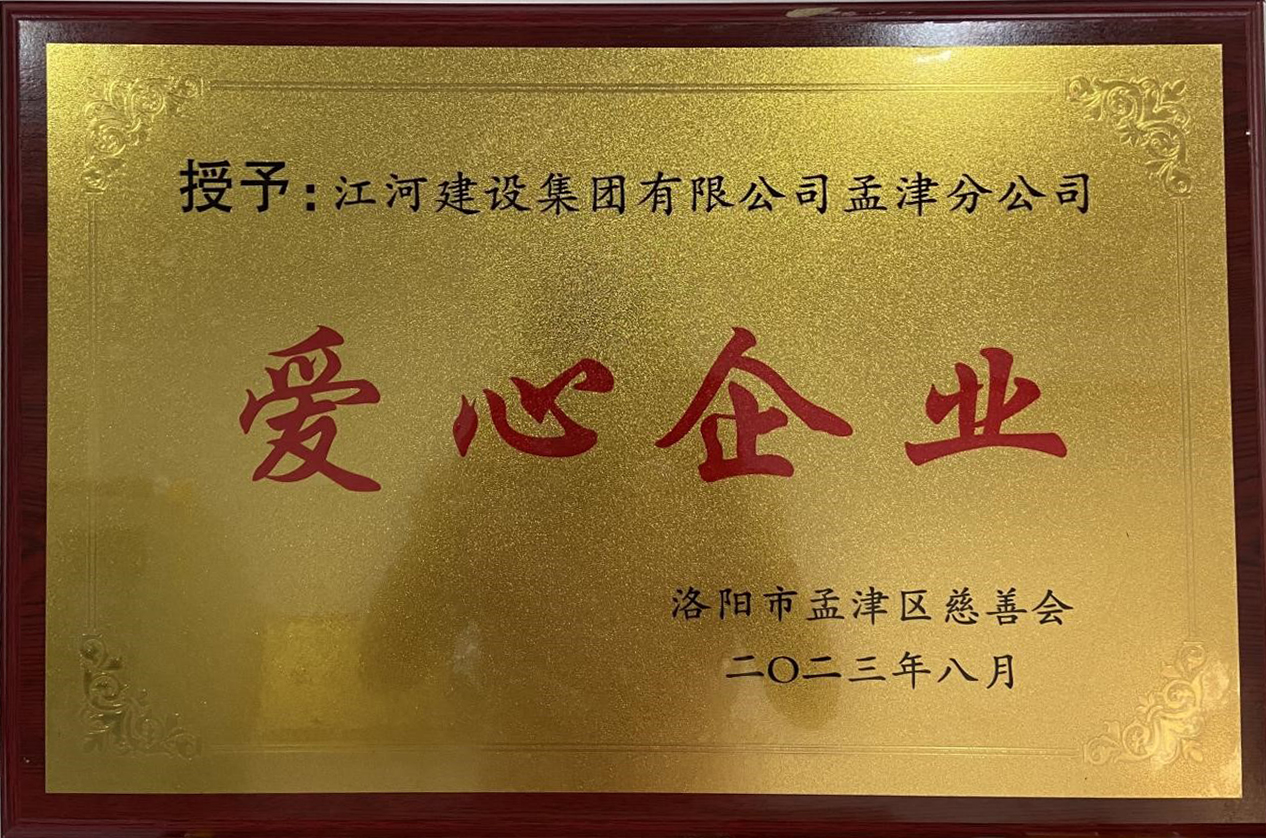 授予:江河建设集团有限公司孟津分公司
爱心企业
洛阳市孟津区慈善会
二〇二三年八月